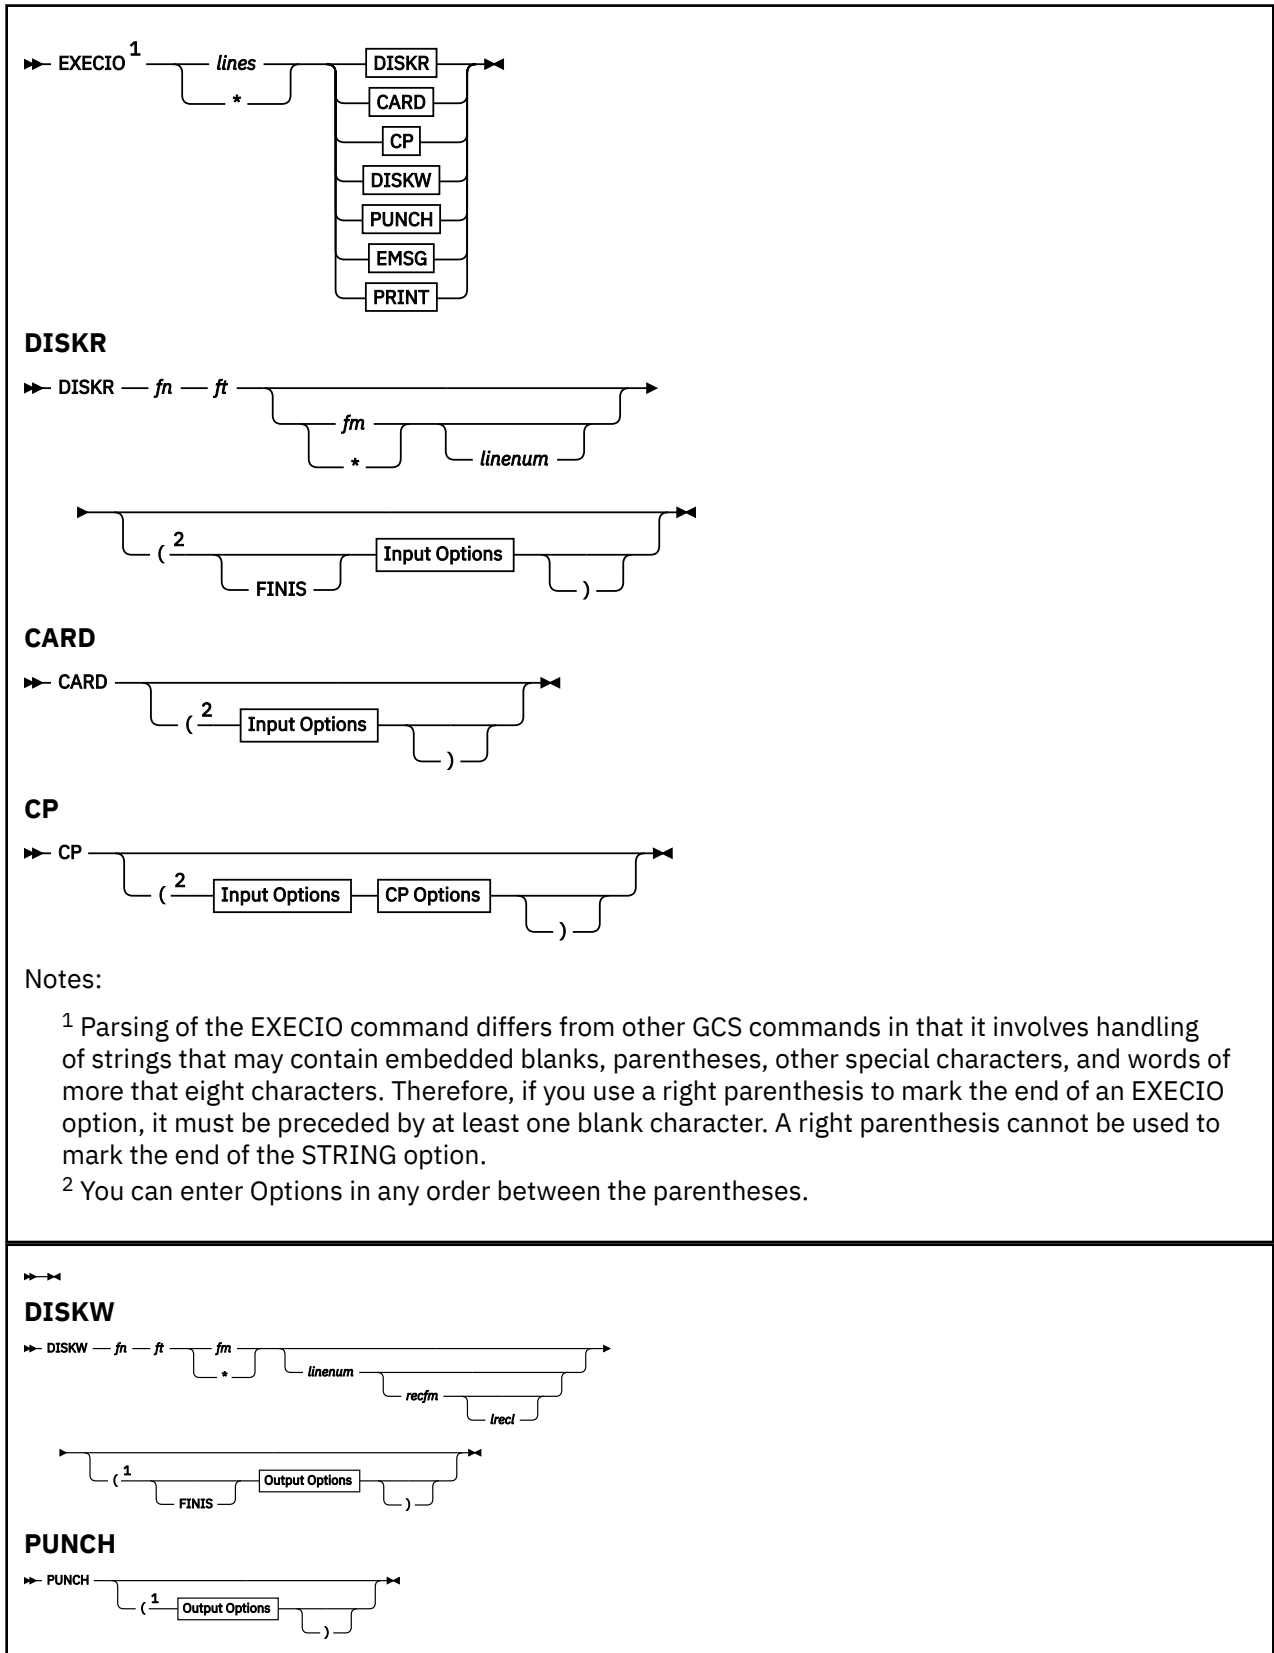 EXECIO 1 lines DISKR
* CARD
CP
DISKW
PUNCH
EMSG
PRINT
DISKR
DISKR fn ft
fm
* linenum
( 2 Input Options
FINIS )
CARD
CARD
( 2 Input Options
)
CP
CP
( 2 Input Options CP Options
)
Notes:
1 Parsing of the EXECIO command differs from other GCS commands in that it involves handling
of strings that may contain embedded blanks, parentheses, other special characters, and words of
more that eight characters. Therefore, if you use a right parenthesis to mark the end of an EXECIO
option, it must be preceded by at least one blank character. A right parenthesis cannot be used to
mark the end of the STRING option.
2 You can enter Options in any order between the parentheses.
DISKW
DISKW fn ft fm
* linenum
recfm
lrecl
( 1 Output Options
FINIS )
PUNCH
PUNCH
( 1 Output Options
)